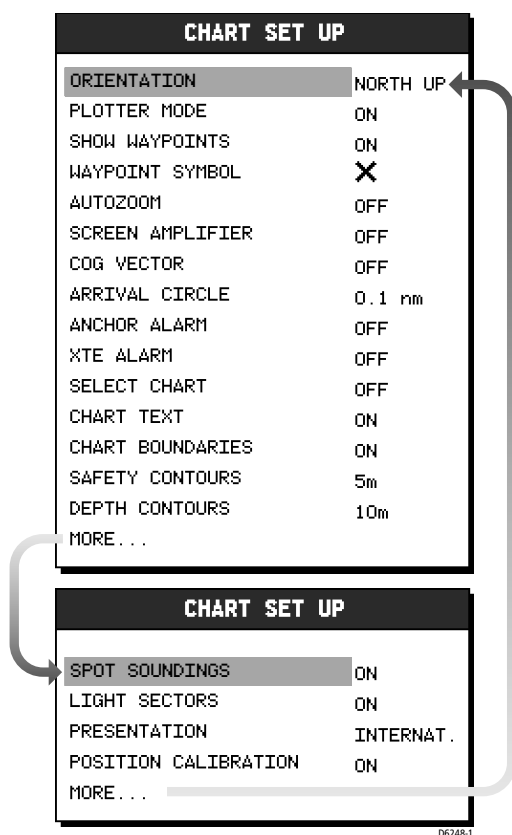 CHART SET UP
ORIENTATION NORTH UP
PLOTTER MODE ON
SHOW WAYPOINTS ON
WAYPOINT SYMBOL ✕
AUTOZOOM OFF
SCREEN AMPLIFIER OFF
COG VECTOR OFF
ARRIVAL CIRCLE 0.1 nm
ANCHOR ALARM OFF
XTE ALARM OFF
SELECT CHART OFF
CHART TEXT ON
CHART BOUNDARIES ON
SAFETY CONTOURS 5m
DEPTH CONTOURS 10m
MORE...
CHART SET UP
SPOT SOUNDINGS ON
LIGHT SECTORS ON
PRESENTATION INTERNAT.
POSITION CALIBRATION ON
MORE...
D6248-1